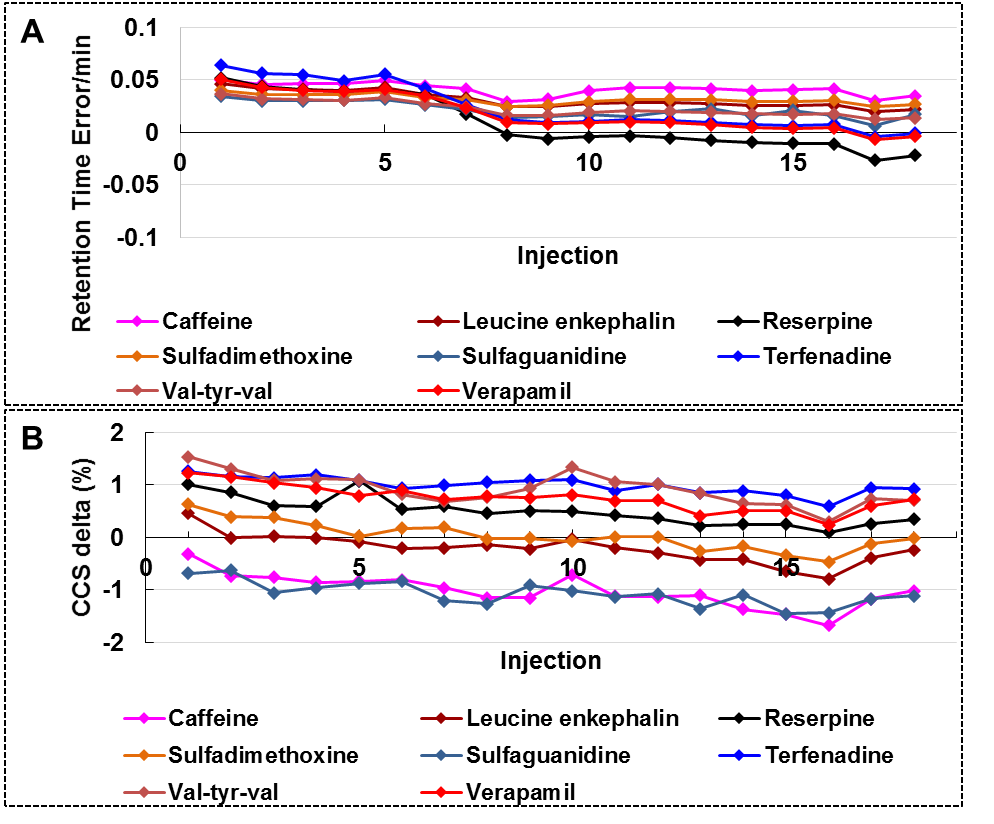 A
Retention Time Error/min
0.1
0.05
0
-0.05
-0.1
0 5 10 15
Injection
Caffeine Leucine enkephalin Reserpine
Sulfadimethoxine Sulfaguanidine Terfenadine
Val-tyr-val Verapamil
B
CCS delta (%)
2
1
0
-1
-2
0 5 10 15
Injection
Caffeine Leucine enkephalin Reserpine
Sulfadimethoxine Sulfaguanidine Terfenadine
Val-tyr-val Verapamil